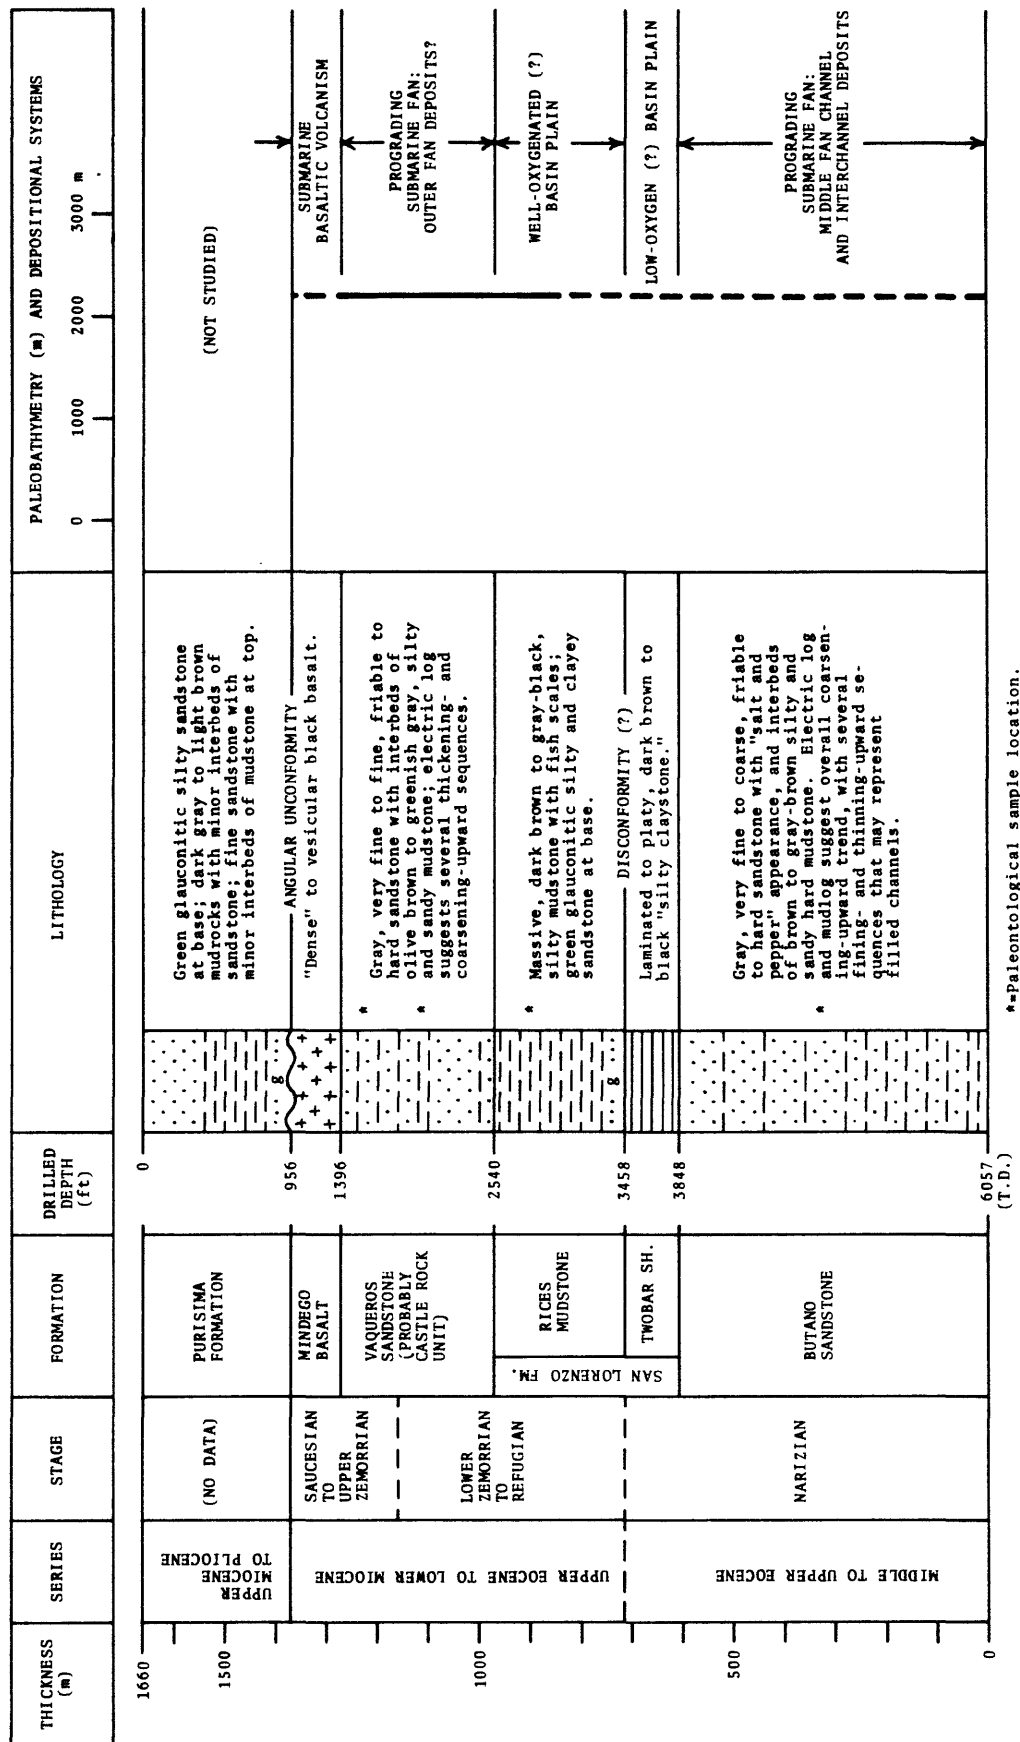 THICKNESS
(m)
SERIES
STAGE
FORMATION
DRILLED
DEPTH
(ft)
LITHOLOGY
PALEOBATHYMETRY (m) AND DEPOSITIONAL SYSTEMS
0
1000
2000
3000 m
1660
1500
1000
500
0
UPPER
MIOCENE
TO PLIOCENE
UPPER EOCENE TO LOWER MIOCENE
MIDDLE TO UPPER EOCENE
(NO DATA)
SAUCESIAN
TO
UPPER
ZEMORRIAN
LOWER
ZEMORRIAN
TO
REFUGIAN
NARIZIAN
PURISIMA
FORMATION
MINDEGO
BASALT
VAQUEROS
SANDSTONE
(PROBABLY
CASTLE ROCK
UNIT)
SAN LORENZO FM.
RICES
MUDSTONE
TWOBAR SH.
BUTANO
SANDSTONE
0
956
1396
2540
3458
3848
6057
(T.D.)
g
g
Green glauconitic silty sandstone
at base; dark gray to light brown
mudrocks with minor interbeds of
sandstone; fine sandstone with
minor interbeds of mudstone at top.
ANGULAR UNCONFORMITY
"Dense" to vesicular black basalt.
* Gray, very fine to fine, friable to
hard sandstone with interbeds of
olive brown to greenish gray, silty
* and sandy mudstone; electric log
suggests several thickening- and
coarsening-upward sequences.
* Massive, dark brown to gray-black,
silty mudstone with fish scales;
green glauconitic silty and clayey
sandstone at base.
DISCONFORMITY (?)
Laminated to platy, dark brown to
black "silty claystone."
Gray, very fine to coarse, friable
to hard sandstone with "salt and
pepper" appearance, and interbeds
of brown to gray-brown silty and
sandy hard mudstone. Electric log
* and mudlog suggest overall coarsen-
ing-upward trend, with several
fining- and thinning-upward se-
quences that may represent
filled channels.
(NOT STUDIED)
SUBMARINE
BASALTIC VOLCANISM
PROGRADING
SUBMARINE FAN:
OUTER FAN DEPOSITS?
WELL-OXYGENATED (?)
BASIN PLAIN
LOW-OXYGEN (?) BASIN PLAIN
PROGRADING
SUBMARINE FAN:
MIDDLE FAN CHANNEL
AND INTERCHANNEL DEPOSITS
*=Paleontological sample location.